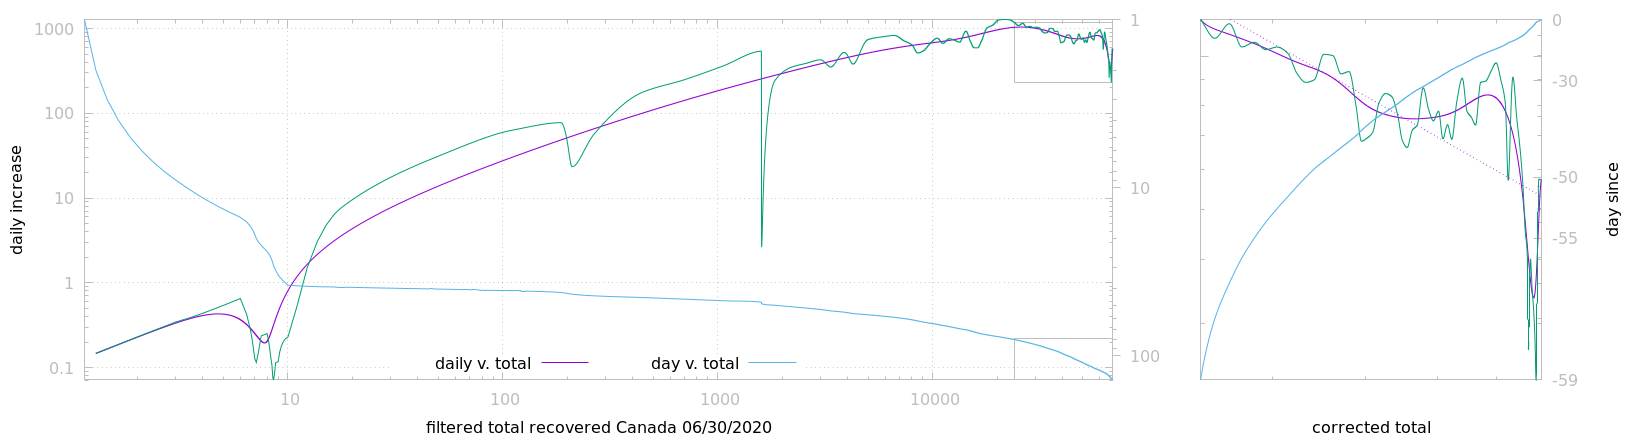 1000
100
10
1
0.1
daily increase
daily v. total
day v. total
10
100
1000
10000
filtered total recovered Canada 06/30/2020
1
10
100
0
-30
-50
-55
-59
day since
corrected total